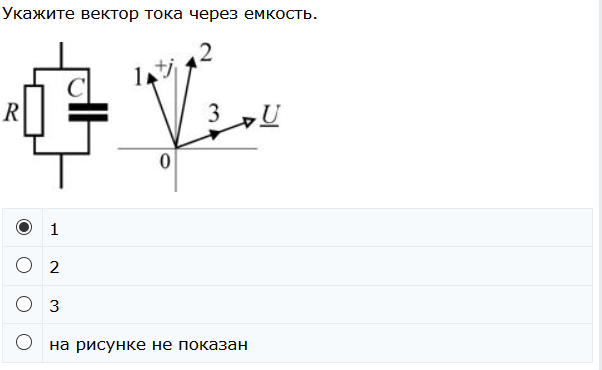 Укажите вектор тока через емкость.
R
C
1
+j
2
3
U
0
1
2
3
на рисунке не показан